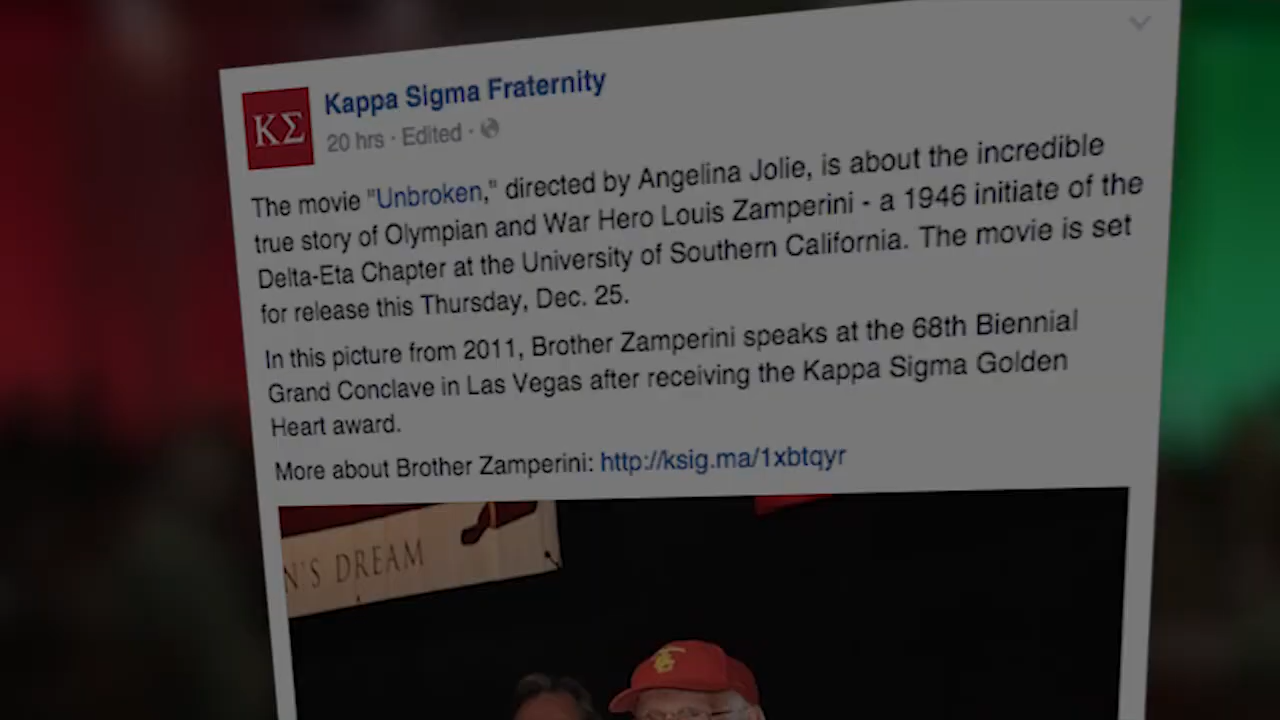 ΚΣ
Kappa Sigma Fraternity
20 hrs · Edited ·
The movie "Unbroken," directed by Angelina Jolie, is about the incredible
true story of Olympian and War Hero Louis Zamperini - a 1946 initiate of the
Delta-Eta Chapter at the University of Southern California. The movie is set
for release this Thursday, Dec. 25.
In this picture from 2011, Brother Zamperini speaks at the 68th Biennial
Grand Conclave in Las Vegas after receiving the Kappa Sigma Golden
Heart award.
More about Brother Zamperini: http://ksig.ma/1xbtqyr
N'S DREAM